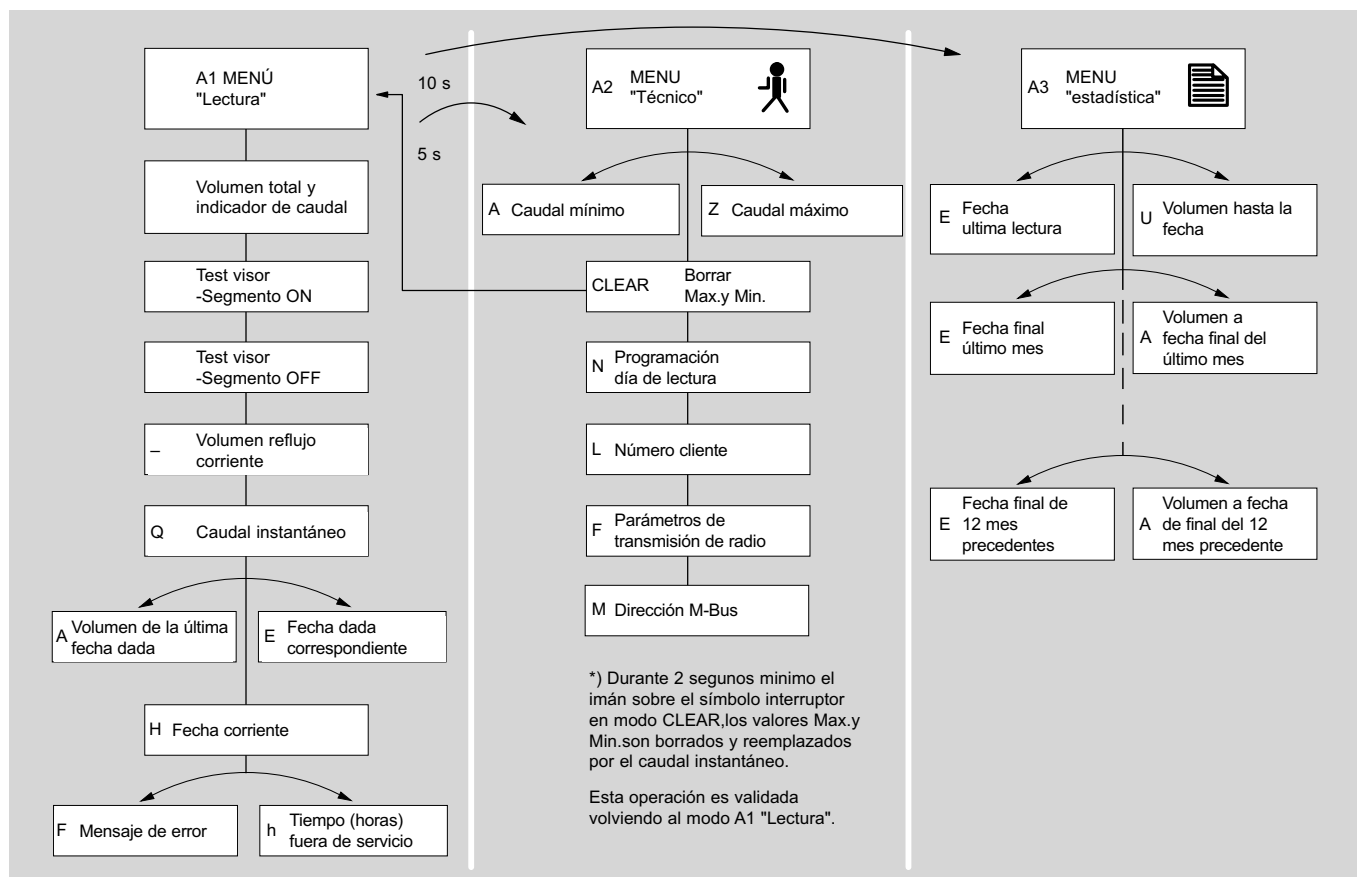 A1 MENÚ
"Lectura"
Volumen total y
indicador de caudal
Test visor
-Segmento ON
Test visor
-Segmento OFF
– Volumen reflujo
corriente
Q Caudal instantáneo
A Volumen de la última
fecha dada
E Fecha dada
correspondiente
H Fecha corriente
F Mensaje de error
h Tiempo (horas)
fuera de servicio
10 s
5 s
A2 MENU
"Técnico"
A Caudal mínimo
Z Caudal máximo
CLEAR Borrar
Max.y Min.
N Programación
día de lectura
L Número cliente
F Parámetros de
transmisión de radio
M Dirección M-Bus
*) Durante 2 segunos minimo el
imán sobre el símbolo interruptor
en modo CLEAR,los valores Max.y
Min.son borrados y reemplazados
por el caudal instantáneo.
Esta operación es validada
volviendo al modo A1 "Lectura".
A3 MENU
"estadística"
E Fecha
ultima lectura
U Volumen hasta la
fecha
E Fecha final
último mes
A Volumen a
fecha final del
último mes
E Fecha final de
12 mes
precedentes
A Volumen a fecha
de final del 12
mes precedente